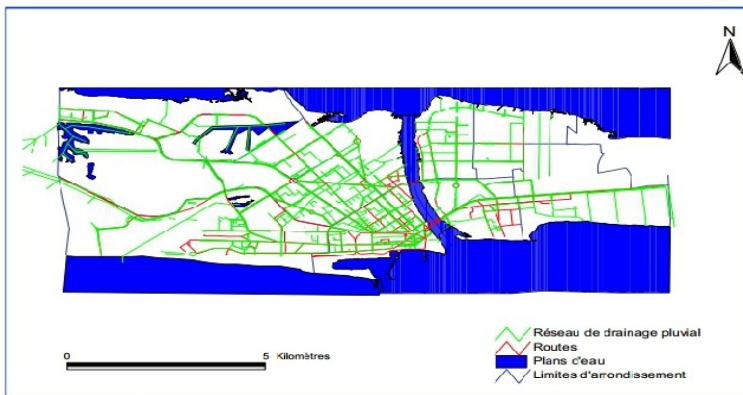 N
0 5 Kilomètres
Réseau de drainage pluvial
Routes
Plans d'eau
Limites d'arrondissement